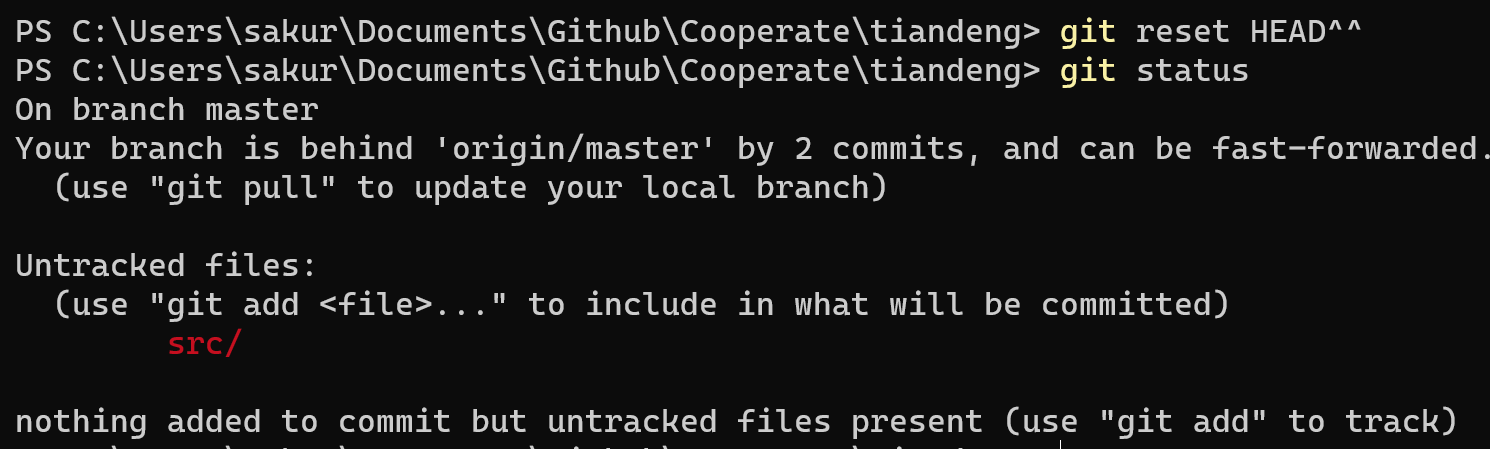 PS C:\Users\sakur\Documents\Github\Cooperate\tiandeng> git reset HEAD^^
PS C:\Users\sakur\Documents\Github\Cooperate\tiandeng> git status
On branch master
Your branch is behind 'origin/master' by 2 commits, and can be fast-forwarded.
  (use "git pull" to update your local branch)

Untracked files:
  (use "git add <file>..." to include in what will be committed)
        src/

nothing added to commit but untracked files present (use "git add" to track)